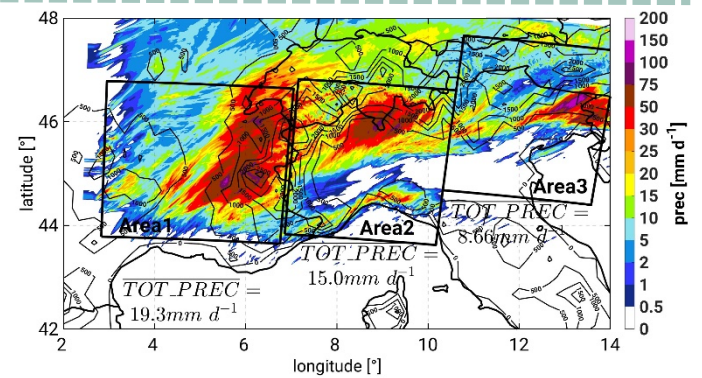 48
46
44
42
latitude [°]
2
4
6
8
10
12
14
longitude [°]
Area1
Area2
Area3
TOT_PREC =
19.3mm d⁻¹
TOT_PREC =
15.0mm d⁻¹
TOT_PREC =
8.66mm d⁻¹
200
150
100
75
50
30
25
20
15
10
5
2
1
0.5
0
prec [mm d⁻¹]